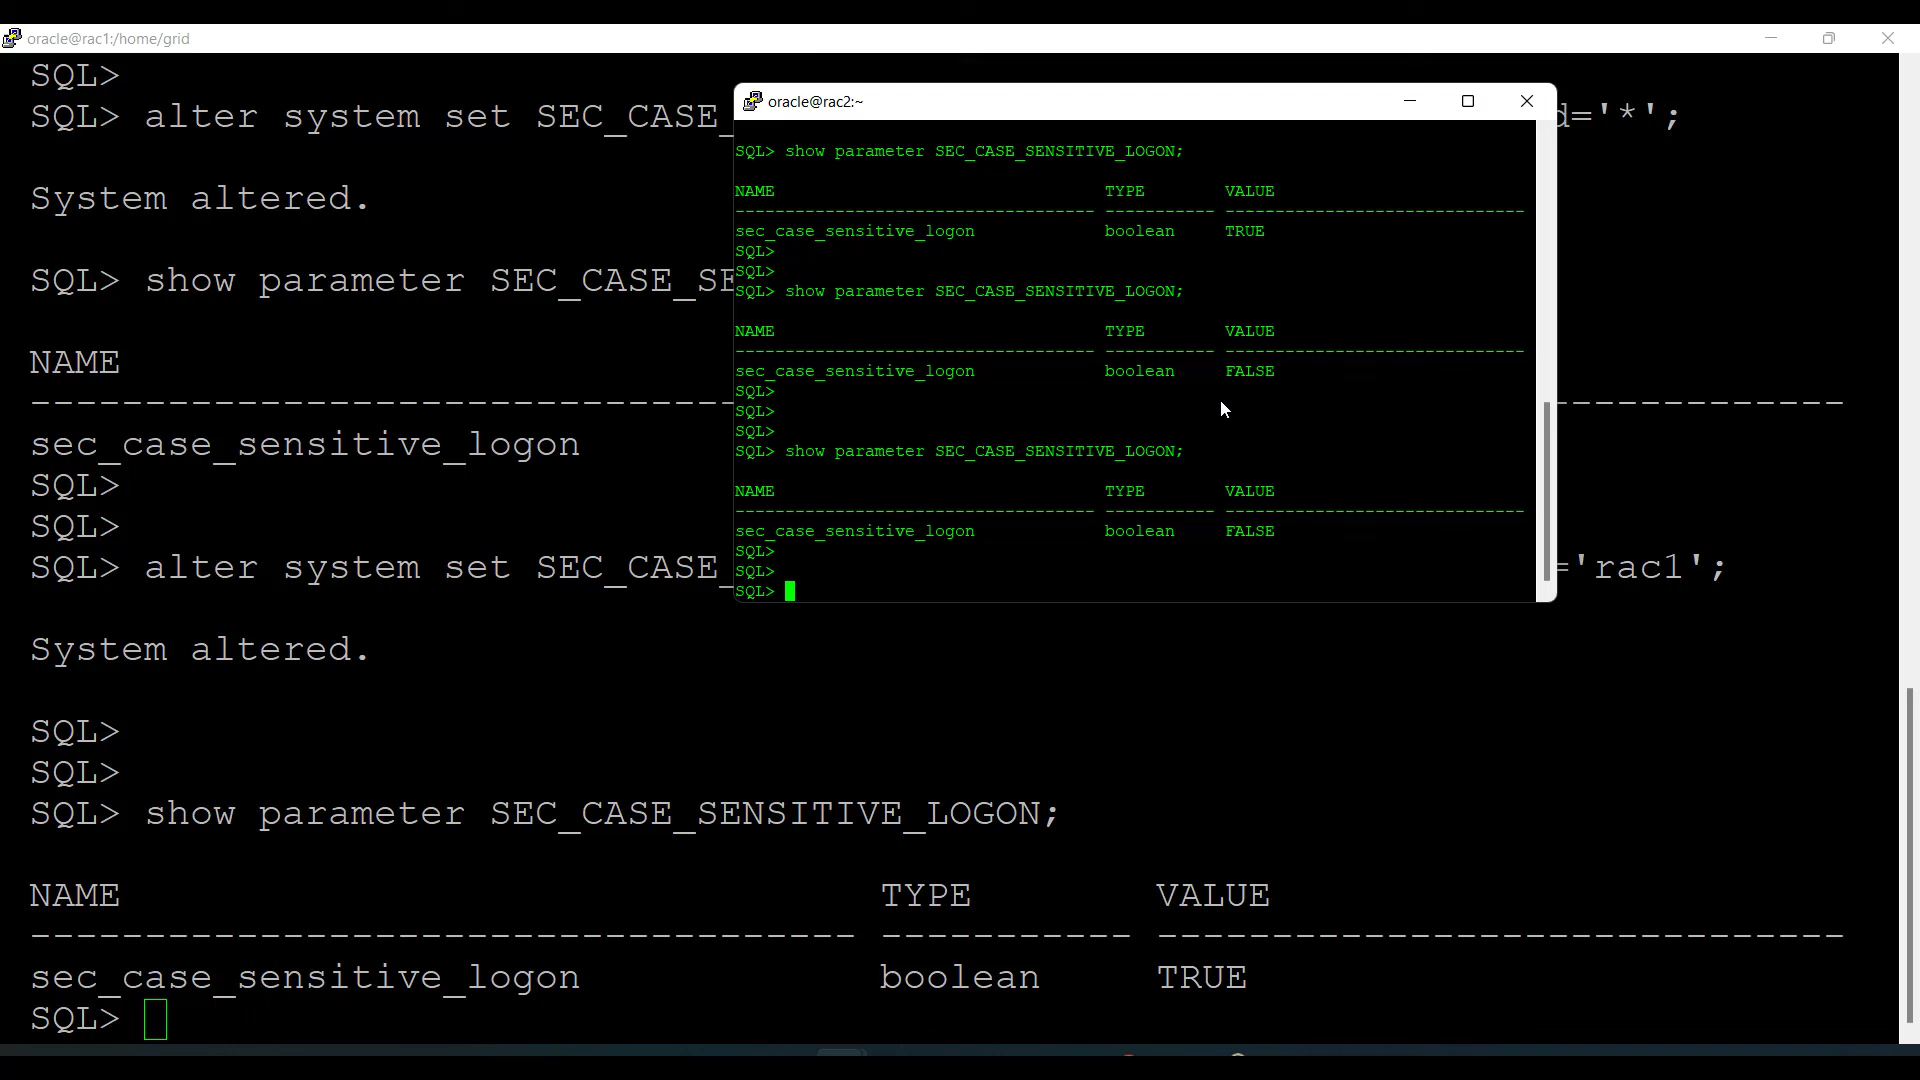 oracle@rac1:/home/grid
SQL>
SQL> alter system set SEC_CASE_
d='*';
System altered.
SQL> show parameter SEC_CASE_SE
NAME
------------------------------------
sec_case_sensitive_logon
SQL>
SQL>
SQL> alter system set SEC_CASE_
='rac1';
System altered.
SQL>
SQL>
SQL> show parameter SEC_CASE_SENSITIVE_LOGON;
NAME TYPE VALUE
------------------------------------ ----------- ------------------------------
sec_case_sensitive_logon boolean TRUE
SQL>
oracle@rac2:~
SQL> show parameter SEC_CASE_SENSITIVE_LOGON;
NAME TYPE VALUE
------------------------------------ ----------- ------------------------------
sec_case_sensitive_logon boolean TRUE
SQL>
SQL>
SQL> show parameter SEC_CASE_SENSITIVE_LOGON;
NAME TYPE VALUE
------------------------------------ ----------- ------------------------------
sec_case_sensitive_logon boolean FALSE
SQL>
SQL>
SQL>
SQL> show parameter SEC_CASE_SENSITIVE_LOGON;
NAME TYPE VALUE
------------------------------------ ----------- ------------------------------
sec_case_sensitive_logon boolean FALSE
SQL>
SQL>
SQL>